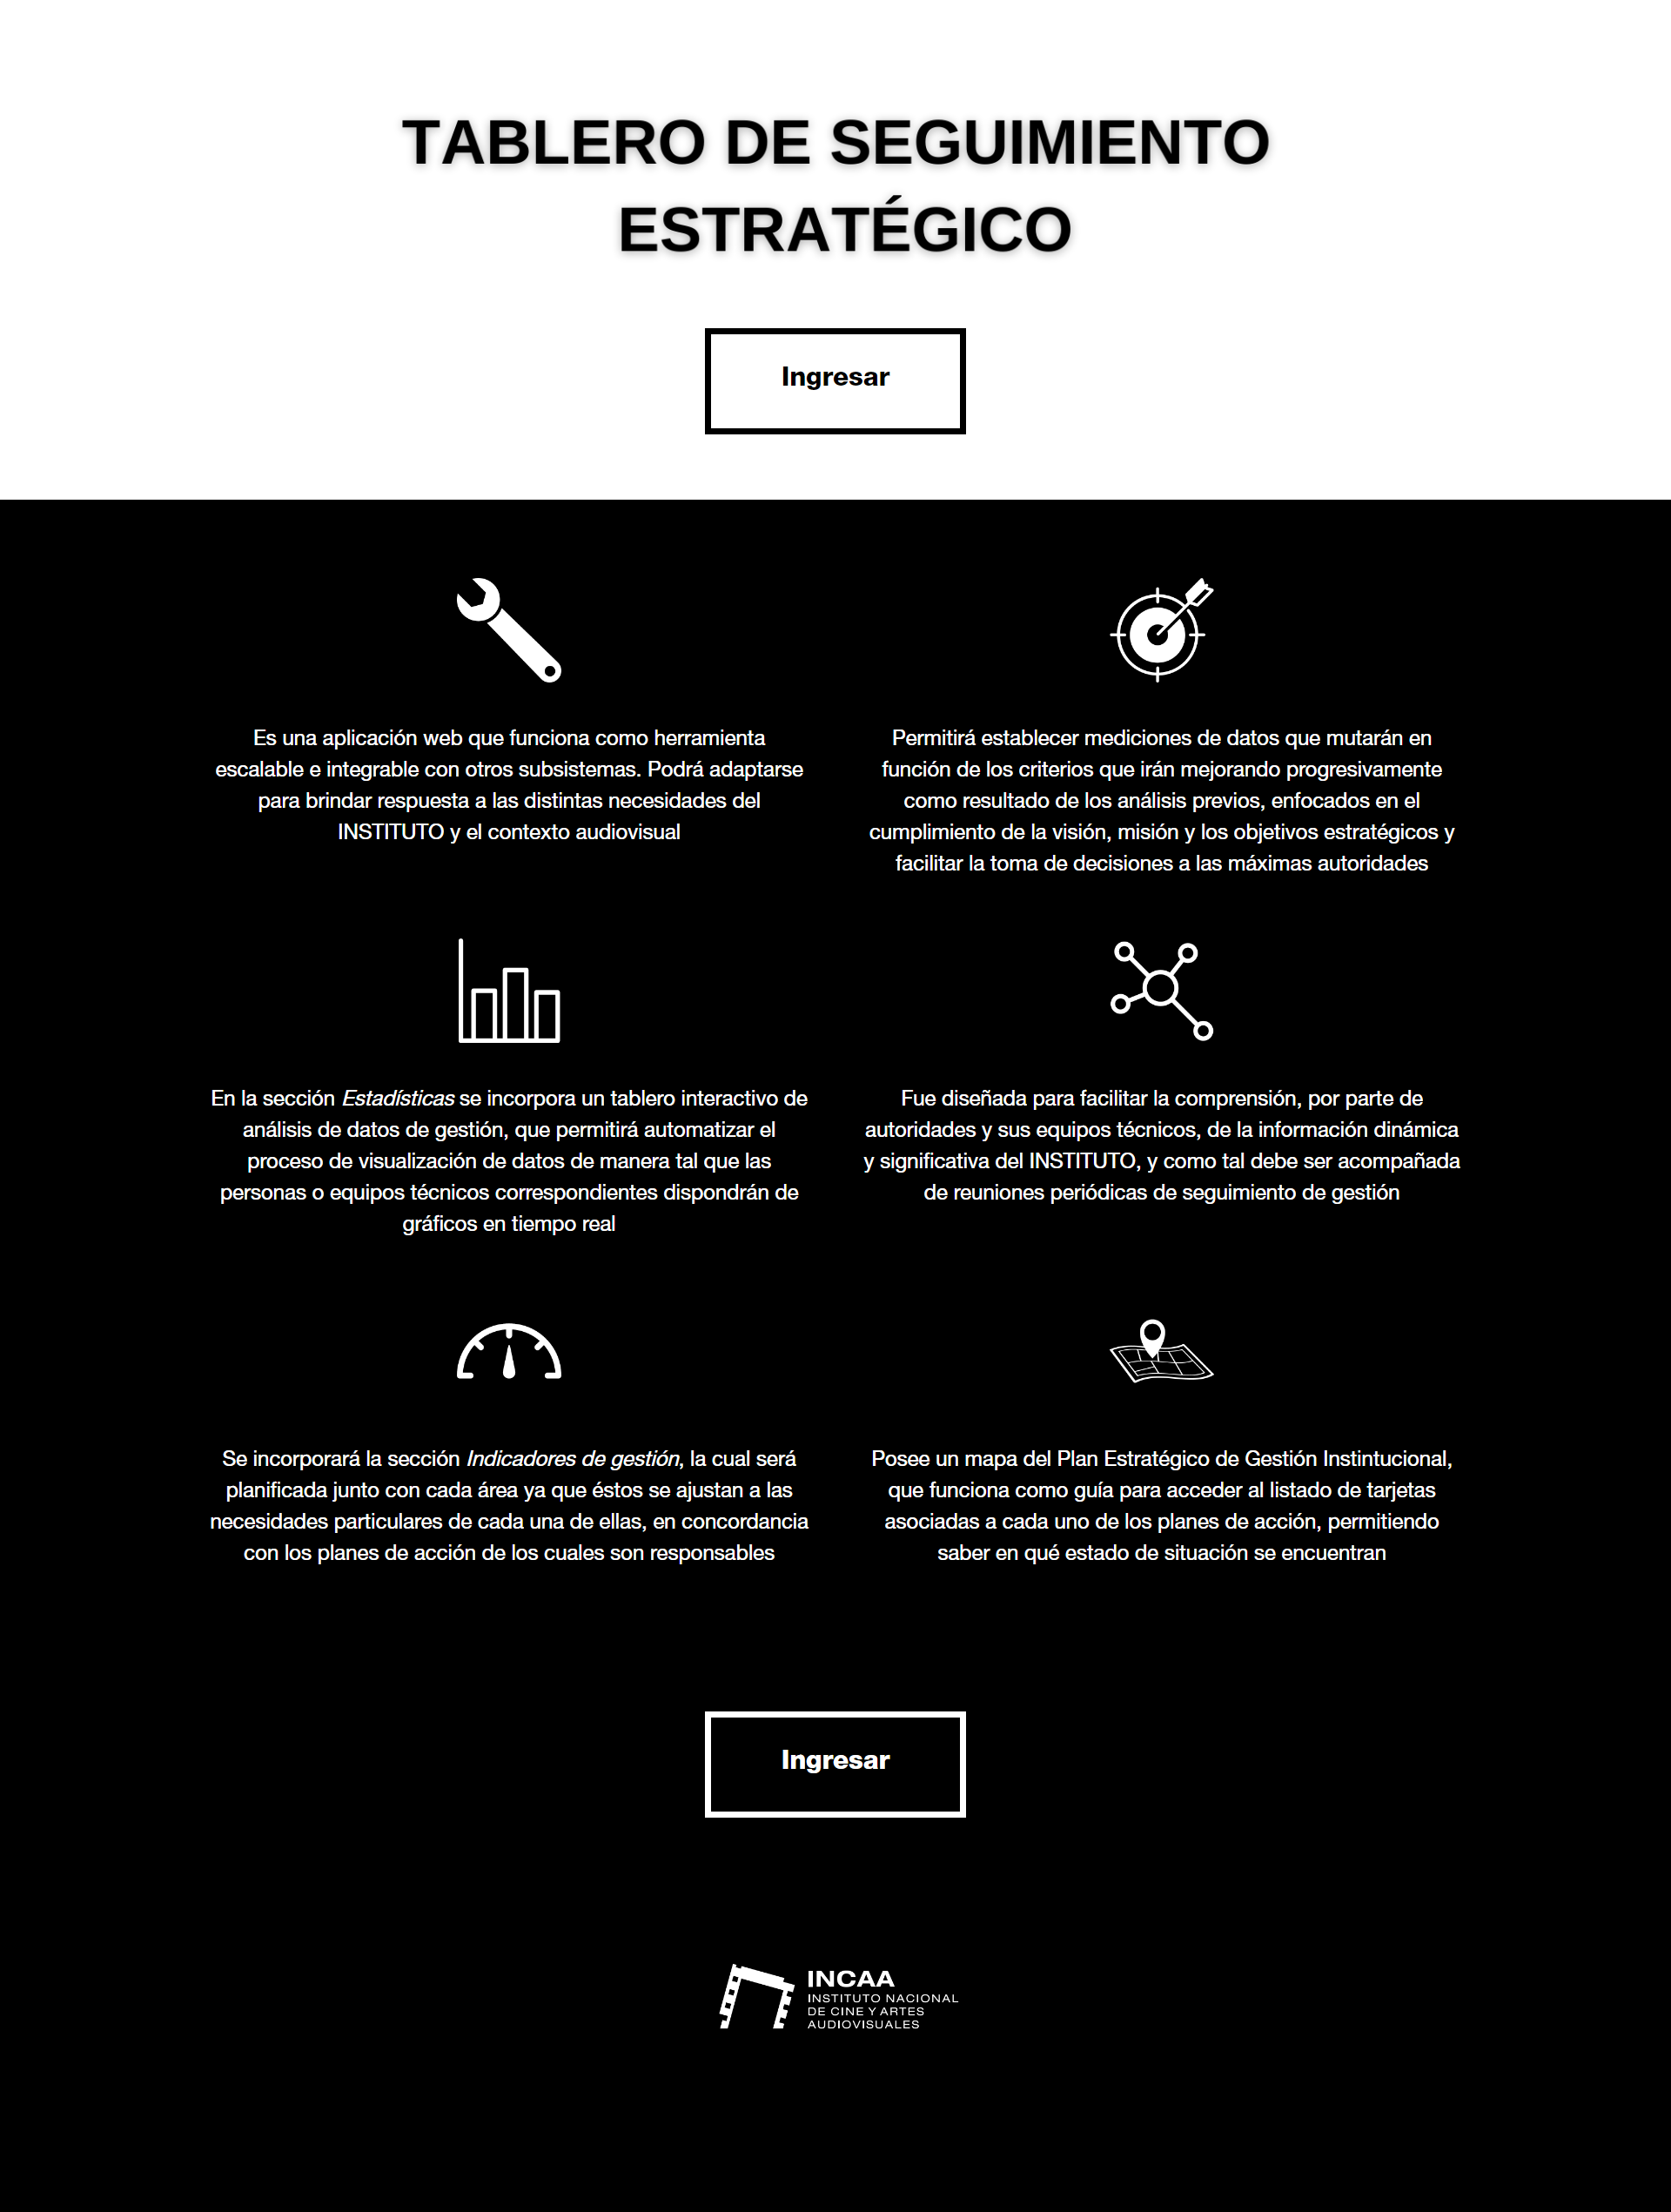 TABLERO DE SEGUIMIENTO
ESTRATÉGICO
Ingresar
Es una aplicación web que funciona como herramienta
escalable e integrable con otros subsistemas. Podrá adaptarse
para brindar respuesta a las distintas necesidades del
INSTITUTO y el contexto audiovisual
Permitirá establecer mediciones de datos que mutarán en
función de los criterios que irán mejorando progresivamente
como resultado de los análisis previos, enfocados en el
cumplimiento de la visión, misión y los objetivos estratégicos y
facilitar la toma de decisiones a las máximas autoridades
En la sección Estadísticas se incorpora un tablero interactivo de
análisis de datos de gestión, que permitirá automatizar el
proceso de visualización de datos de manera tal que las
personas o equipos técnicos correspondientes dispondrán de
gráficos en tiempo real
Fue diseñada para facilitar la comprensión, por parte de
autoridades y sus equipos técnicos, de la información dinámica
y significativa del INSTITUTO, y como tal debe ser acompañada
de reuniones periódicas de seguimiento de gestión
Se incorporará la sección Indicadores de gestión, la cual será
planificada junto con cada área ya que éstos se ajustan a las
necesidades particulares de cada una de ellas, en concordancia
con los planes de acción de los cuales son responsables
Posee un mapa del Plan Estratégico de Gestión Instintucional,
que funciona como guía para acceder al listado de tarjetas
asociadas a cada uno de los planes de acción, permitiendo
saber en qué estado de situación se encuentran
Ingresar
INCAA
INSTITUTO NACIONAL
DE CINE Y ARTES
AUDIOVISUALES